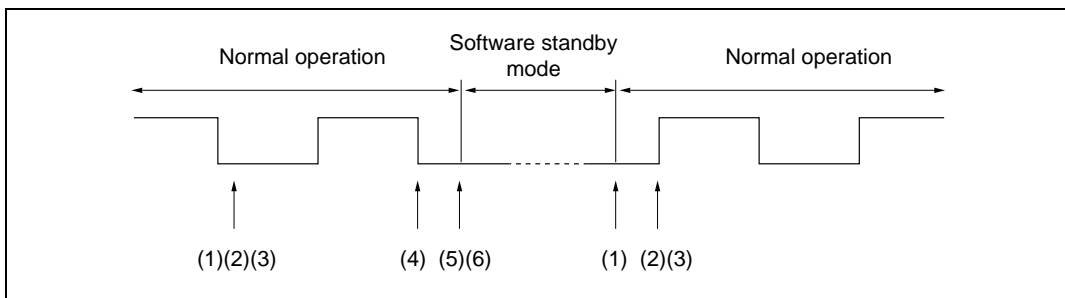 Normal operation
Software standby
mode
Normal operation
(1)(2)(3)
(4)
(5)(6)
(1)
(2)(3)